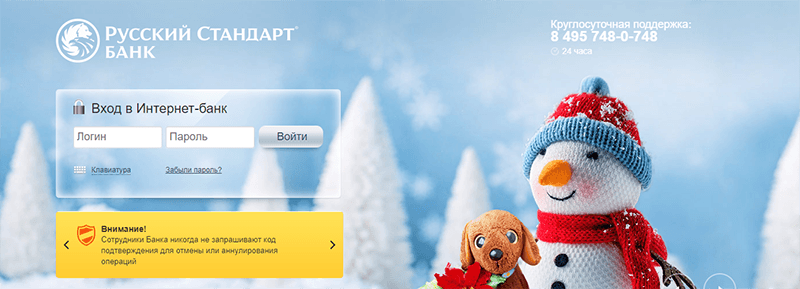 Русский Стандарт®
Банк
Круглосуточная поддержка:
8 495 748-0-748
24 часа
Вход в Интернет-банк
Логин
Пароль
Войти
Клавиатура
Забыли пароль?
Внимание!
Сотрудники Банка никогда не запрашивают код
подтверждения для отмены или аннулирования
операций